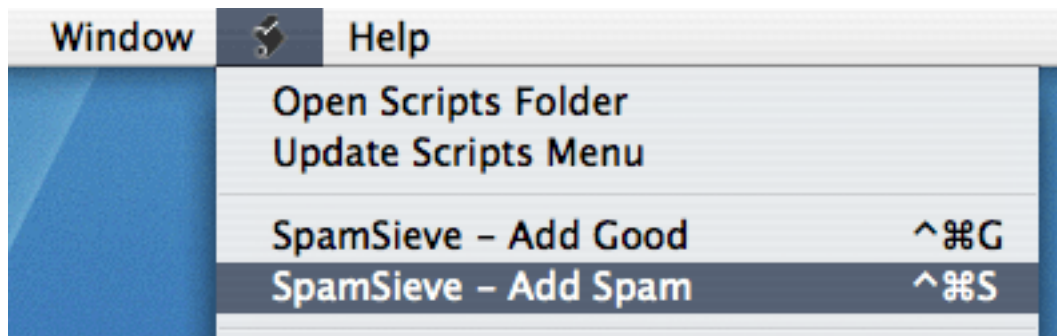 Window Help
Open Scripts Folder
Update Scripts Menu
SpamSieve – Add Good ^⌘G
SpamSieve – Add Spam ^⌘S